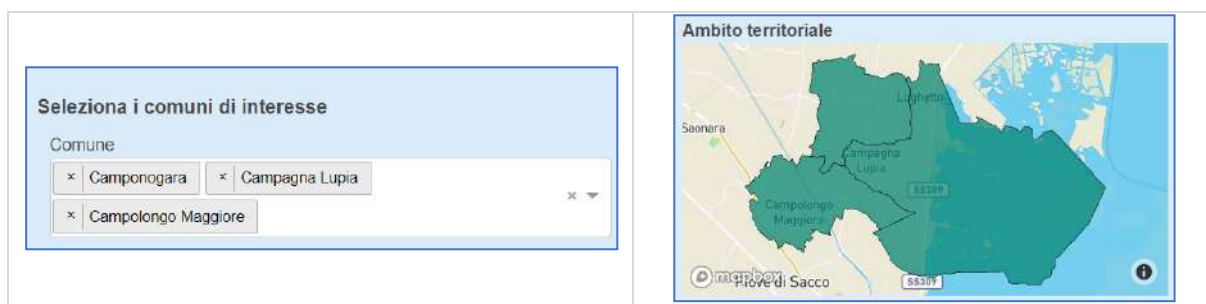 Seleziona i comuni di interesse
Comune
× Camponogara × Campagna Lupia
× Campolongo Maggiore
Ambito territoriale
Lughetto
Saonara
Campagna
Lupia
SS309
Campolongo
Maggiore
mapbox
Piove di Sacco
SS309